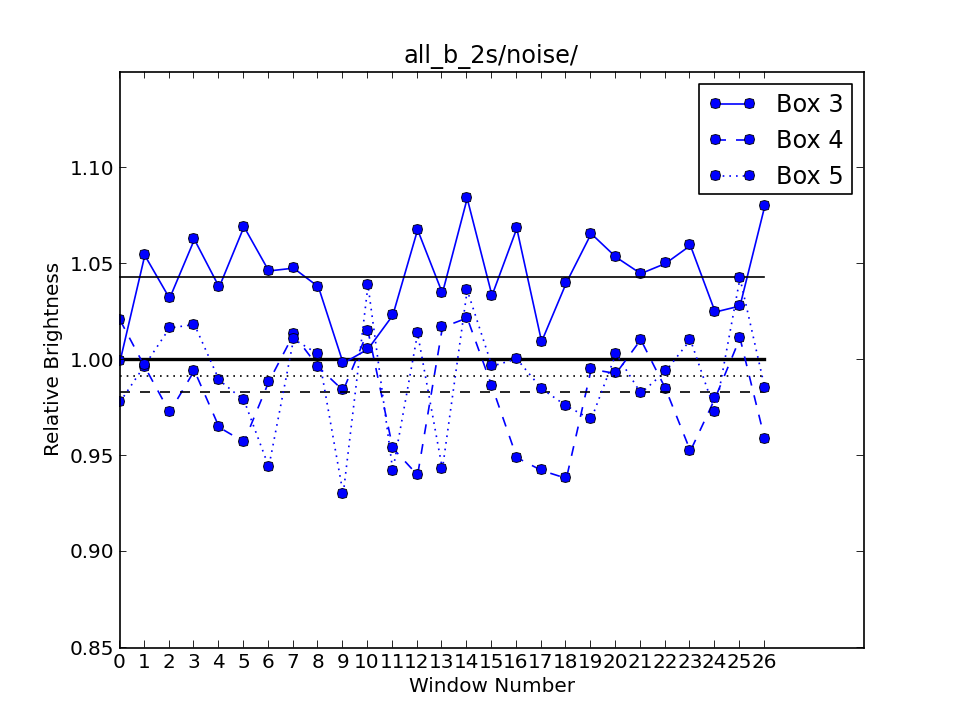 all_b_2s/noise/
Box 3
Box 4
Box 5
Relative Brightness
1.10
1.05
1.00
0.95
0.90
0.85
0 1 2 3 4 5 6 7 8 9 10 11 12 13 14 15 16 17 18 19 20 21 22 23 24 25 26
Window Number